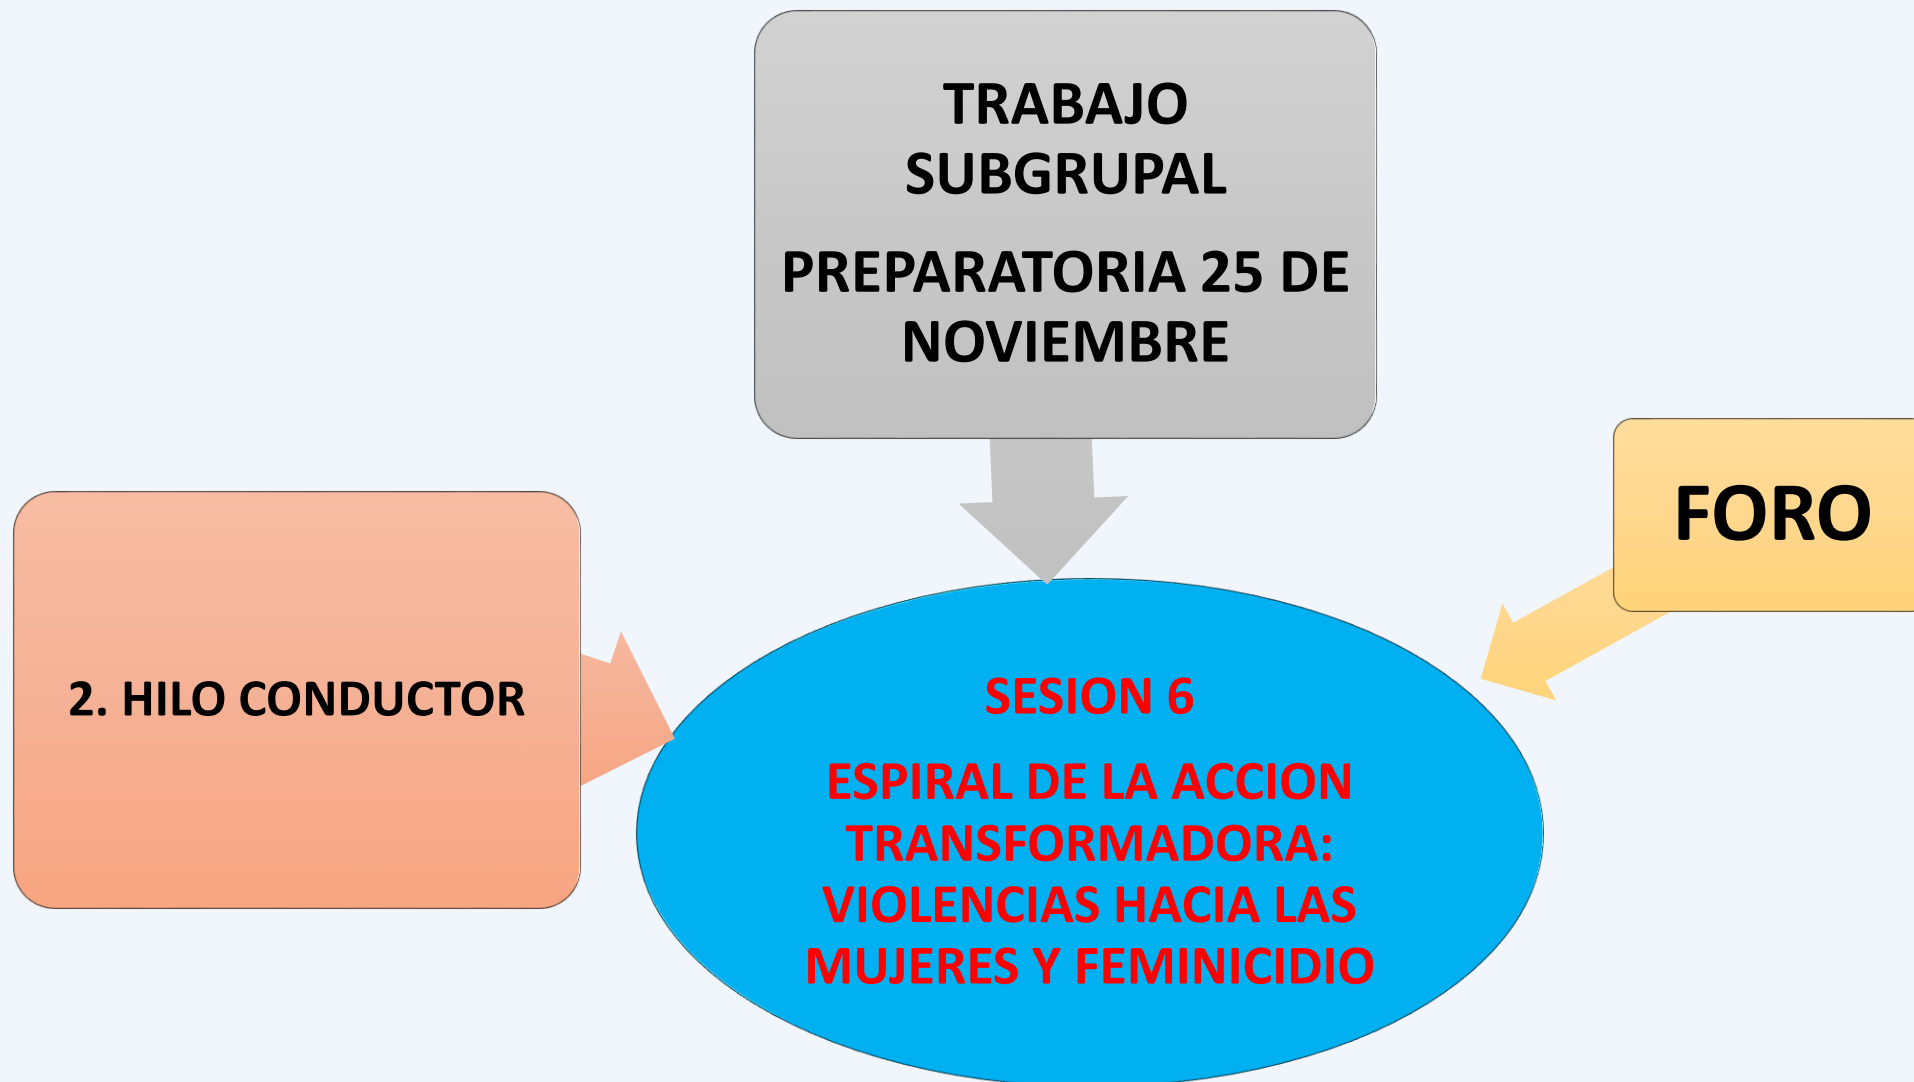 TRABAJO
SUBGRUPAL
PREPARATORIA 25 DE
NOVIEMBRE
FORO
2. HILO CONDUCTOR
SESION 6
ESPIRAL DE LA ACCION
TRANSFORMADORA:
VIOLENCIAS HACIA LAS
MUJERES Y FEMINICIDIO